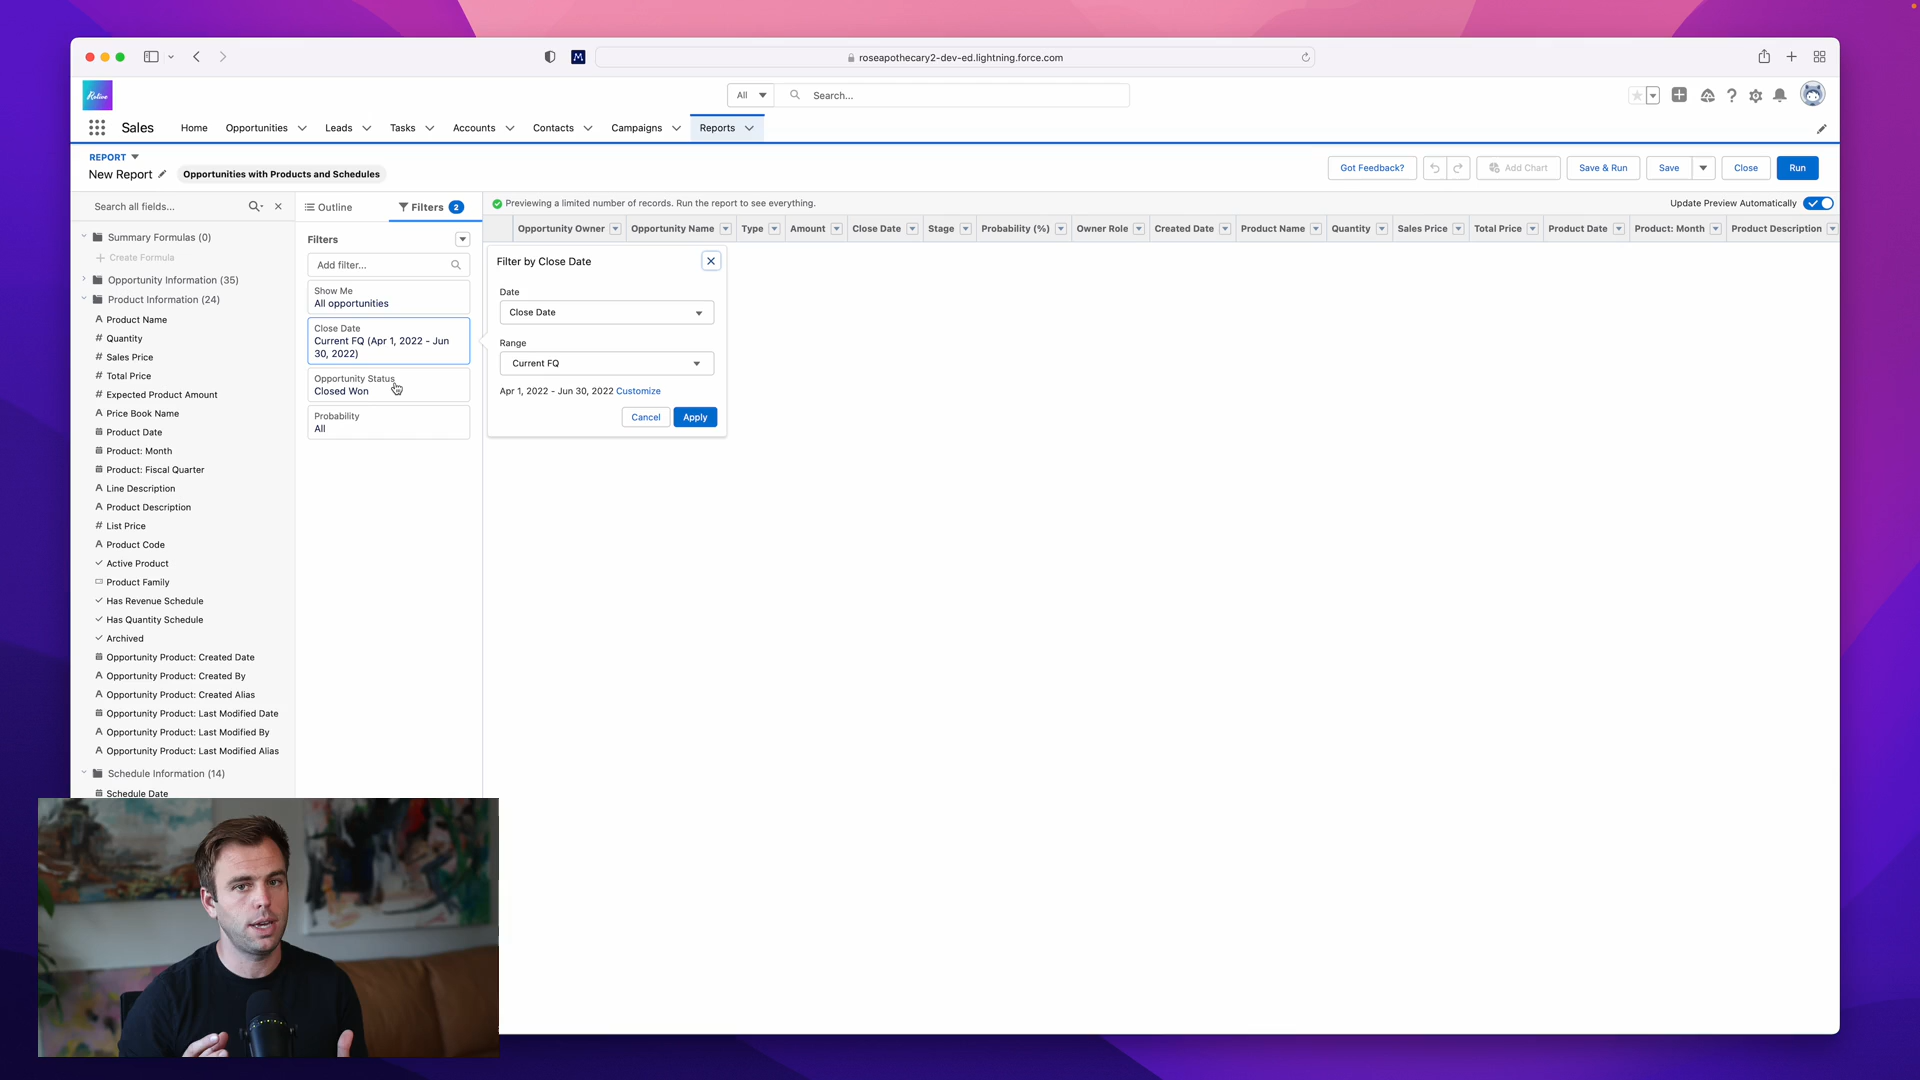 roseapothecary2-dev-ed.lightning.force.com
All
Search...
Sales
Home
Opportunities
Leads
Tasks
Accounts
Contacts
Campaigns
Reports
REPORT
New Report
Opportunities with Products and Schedules
Got Feedback?
Add Chart
Save & Run
Save
Close
Run
Search all fields...
Outline
Filters 2
Previewing a limited number of records. Run the report to see everything.
Update Preview Automatically
Opportunity Owner
Opportunity Name
Type
Amount
Close Date
Stage
Probability (%)
Owner Role
Created Date
Product Name
Quantity
Sales Price
Total Price
Product Date
Product: Month
Product Description
Summary Formulas (0)
Create Formula
Opportunity Information (35)
Product Information (24)
Product Name
Quantity
Sales Price
Total Price
Expected Product Amount
Price Book Name
Product Date
Product: Month
Product: Fiscal Quarter
Line Description
Product Description
List Price
Product Code
Active Product
Product Family
Has Revenue Schedule
Has Quantity Schedule
Archived
Opportunity Product: Created Date
Opportunity Product: Created By
Opportunity Product: Created Alias
Opportunity Product: Last Modified Date
Opportunity Product: Last Modified By
Opportunity Product: Last Modified Alias
Schedule Information (14)
Schedule Date
Filters
Add filter...
Show Me
All opportunities
Close Date
Current FQ (Apr 1, 2022 - Jun
30, 2022)
Opportunity Status
Closed Won
Probability
All
Filter by Close Date
Date
Close Date
Range
Current FQ
Apr 1, 2022 - Jun 30, 2022 Customize
Cancel
Apply